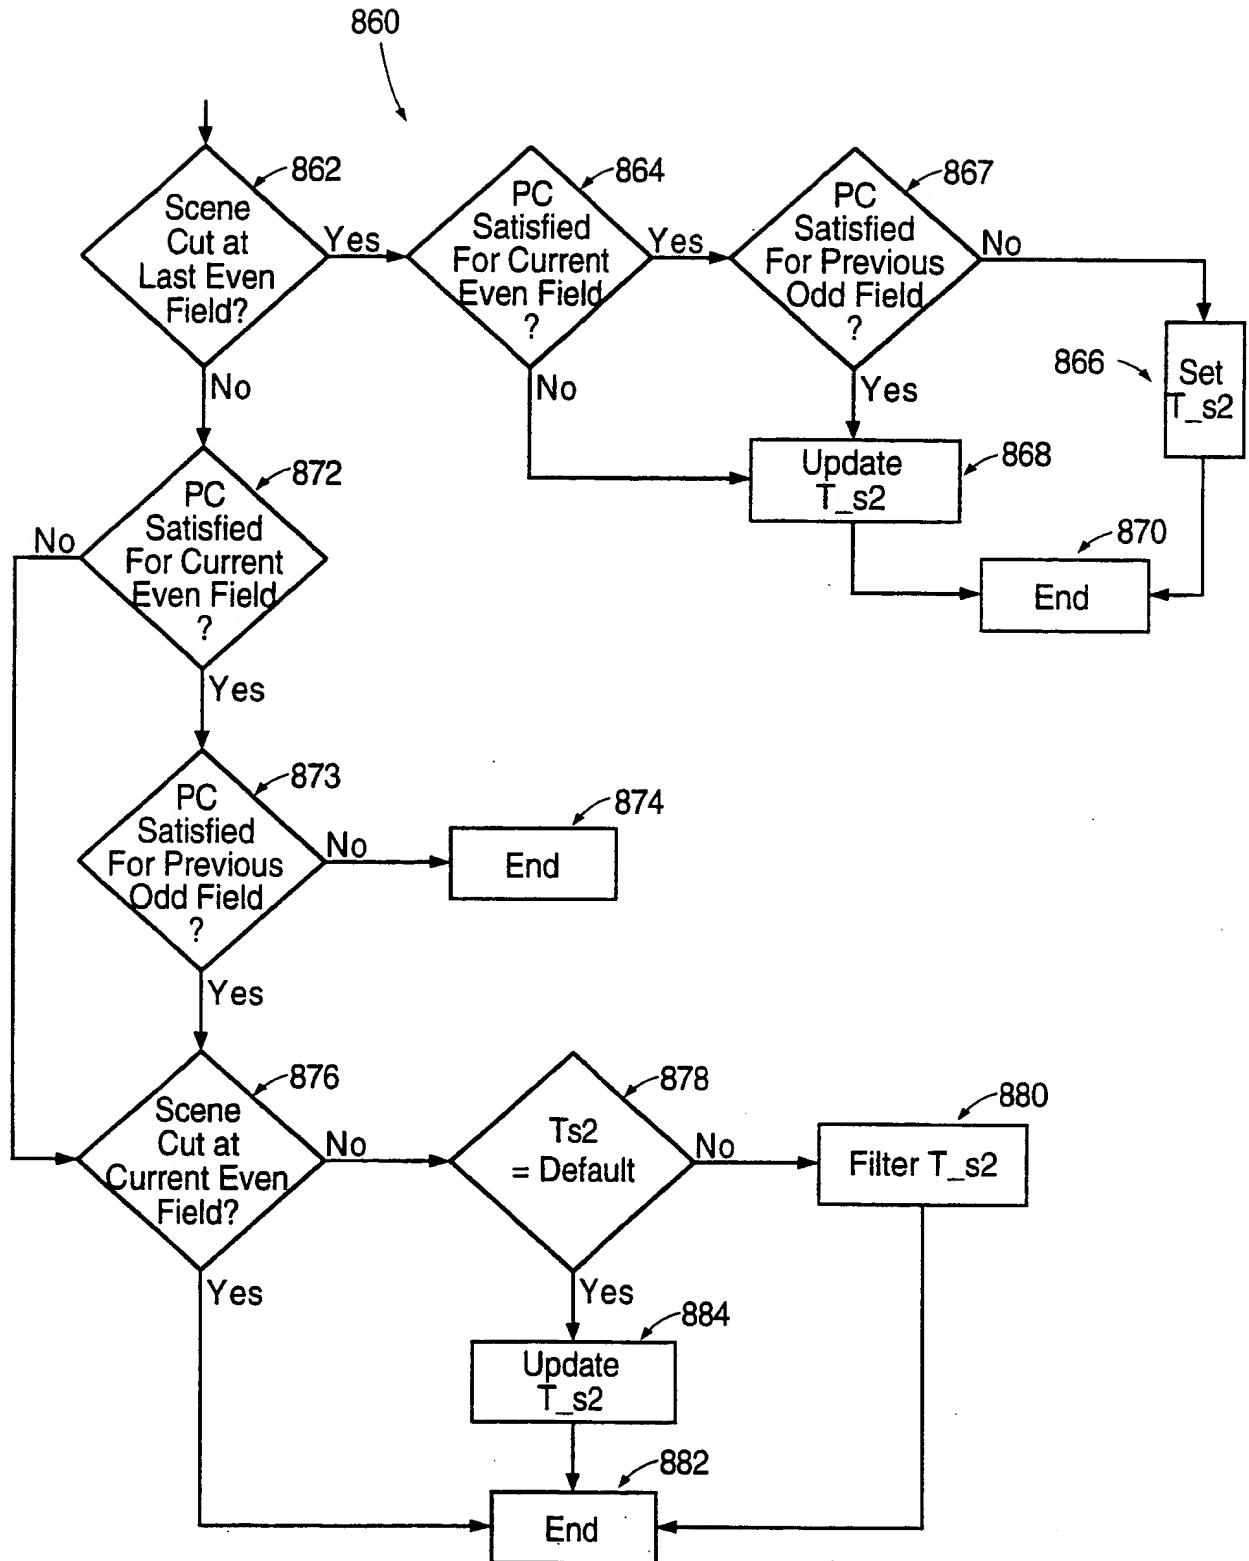 860
862
Scene
Cut at
Last Even
Field?
Yes
No
864
PC
Satisfied
For Current
Even Field
?
Yes
No
867
PC
Satisfied
For Previous
Odd Field
?
No
Yes
866
Set
T_s2
Update
T_s2
868
870
End
872
PC
Satisfied
For Current
Even Field
?
No
Yes
873
PC
Satisfied
For Previous
Odd Field
?
No
Yes
874
End
876
Scene
Cut at
Current Even
Field?
No
Yes
878
Ts2
= Default
No
Yes
880
Filter T_s2
884
Update
T_s2
882
End